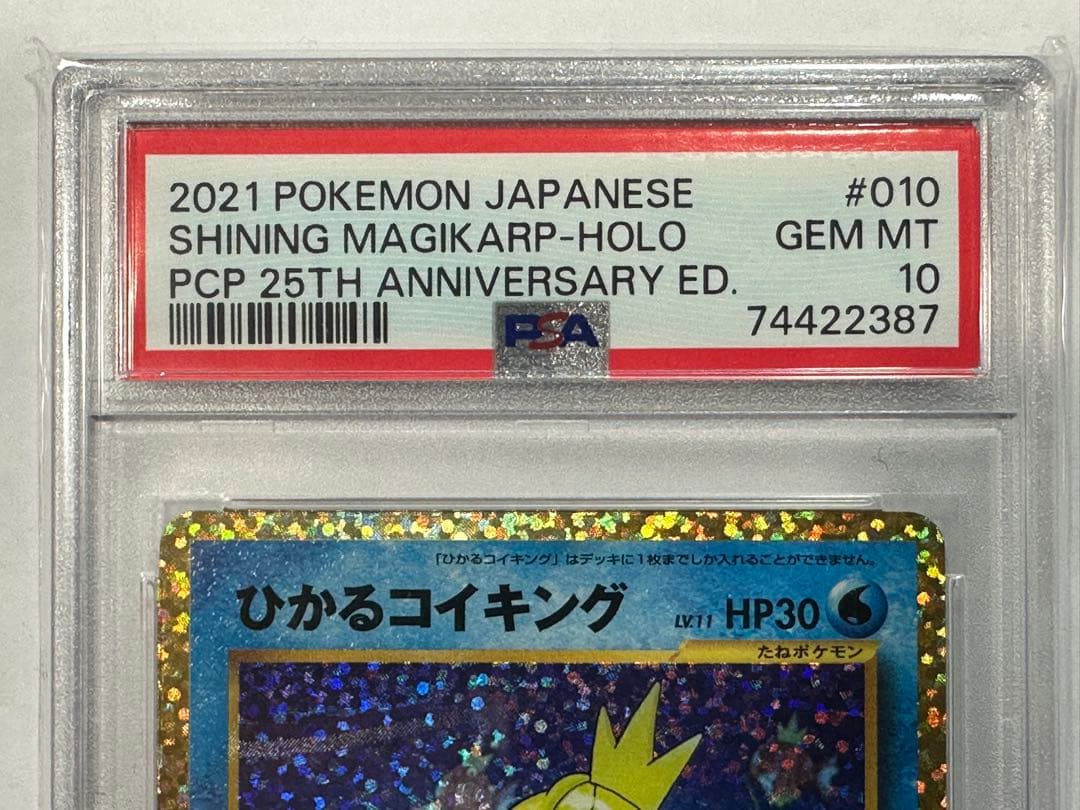 2021 POKEMON JAPANESE #010
SHINING MAGIKARP-HOLO GEM MT
PCP 25TH ANNIVERSARY ED. 10
PSA 74422387
「ひかるコイキング」はデッキに1枚までしか入れることができません。
ひかるコイキング LV.11 HP30
たねポケモン